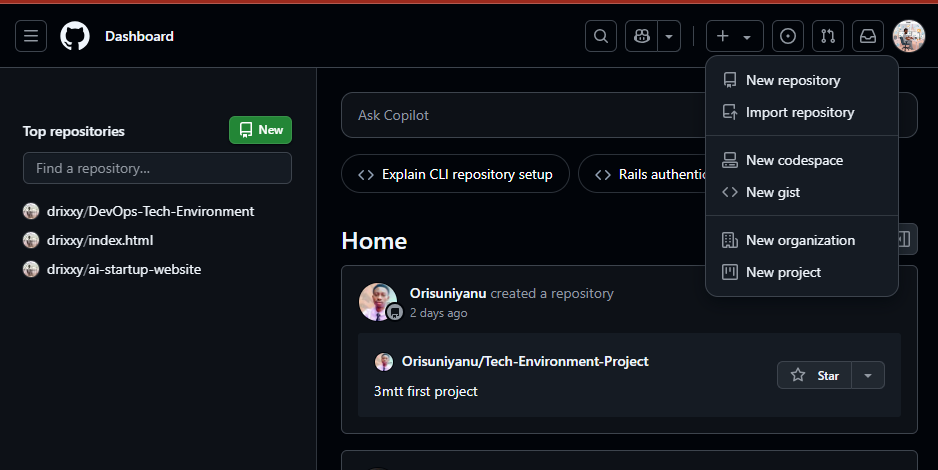 Dashboard
New repository
Import repository
New codespace
New gist
New organization
New project
Top repositories
New
Find a repository...
drixxy/DevOps-Tech-Environment
drixxy/index.html
drixxy/ai-startup-website
Ask Copilot
Explain CLI repository setup
Rails authentic
Home
Orisuniyanu created a repository
2 days ago
Orisuniyanu/Tech-Environment-Project
3mtt first project
Star